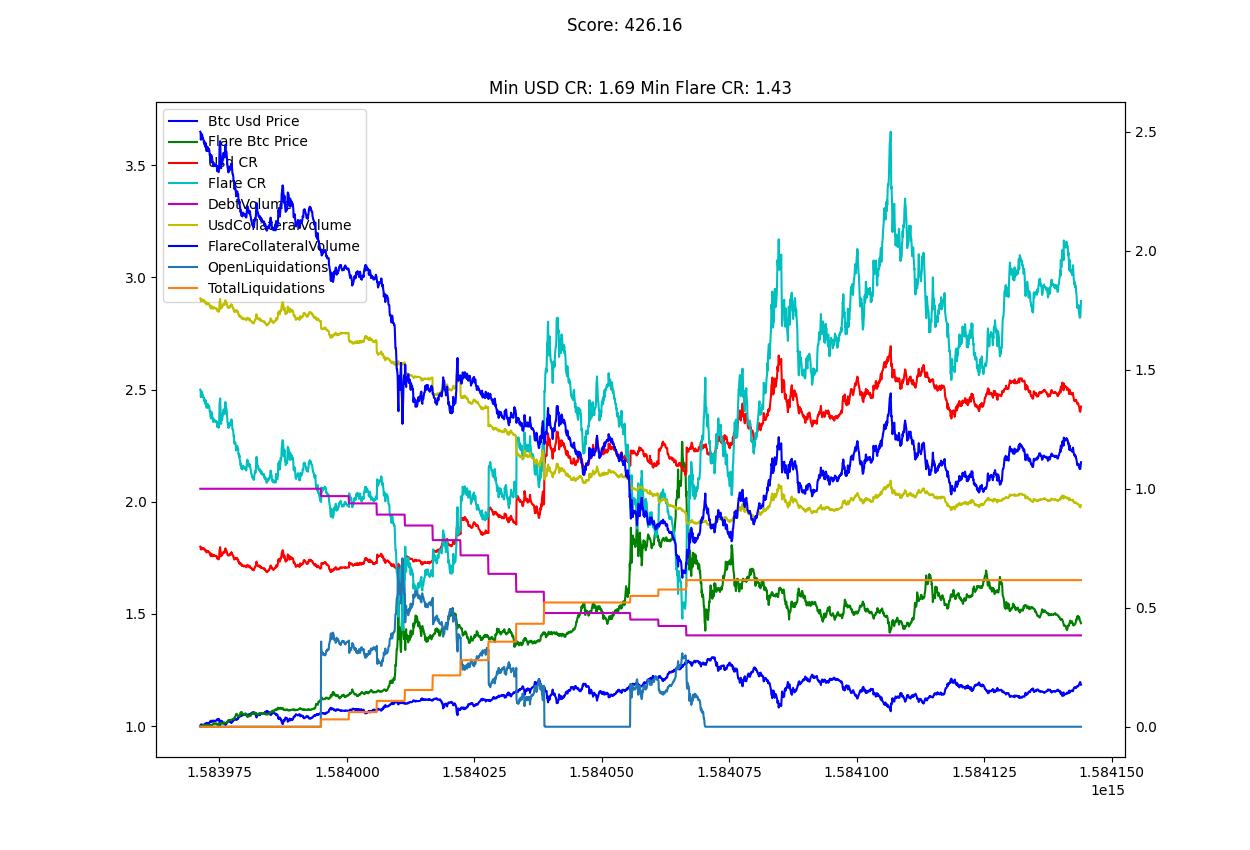 Score: 426.16
Min USD CR: 1.69 Min Flare CR: 1.43
Btc Usd Price
Flare Btc Price
Usd CR
Flare CR
DebtVolume
UsdCollateralVolume
FlareCollateralVolume
OpenLiquidations
TotalLiquidations
3.5
3.0
2.5
2.0
1.5
1.0
2.5
2.0
1.5
1.0
0.5
0.0
1.583975
1.584000
1.584025
1.584050
1.584075
1.584100
1.584125
1.584150
1e15